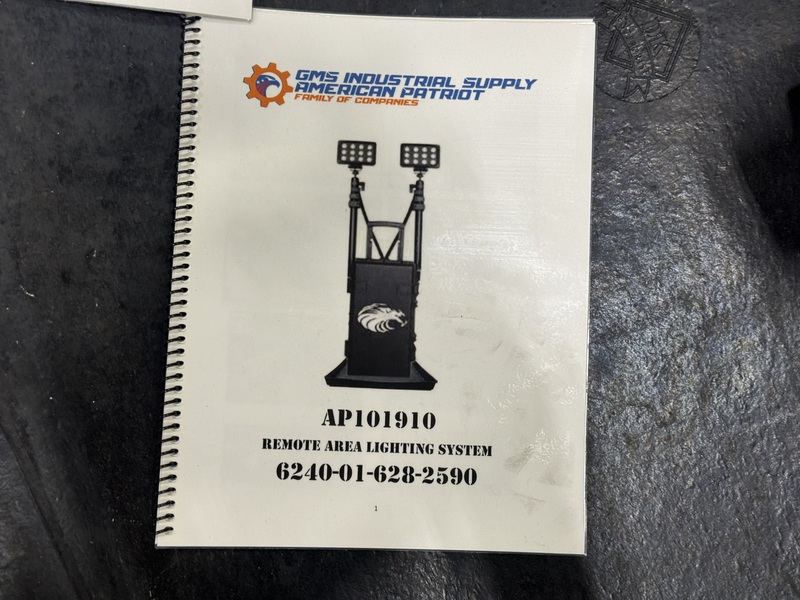 GMS INDUSTRIAL SUPPLY
AMERICAN PATRIOT
FAMILY OF COMPANIES
AP101910
REMOTE AREA LIGHTING SYSTEM
6240-01-628-2590
1